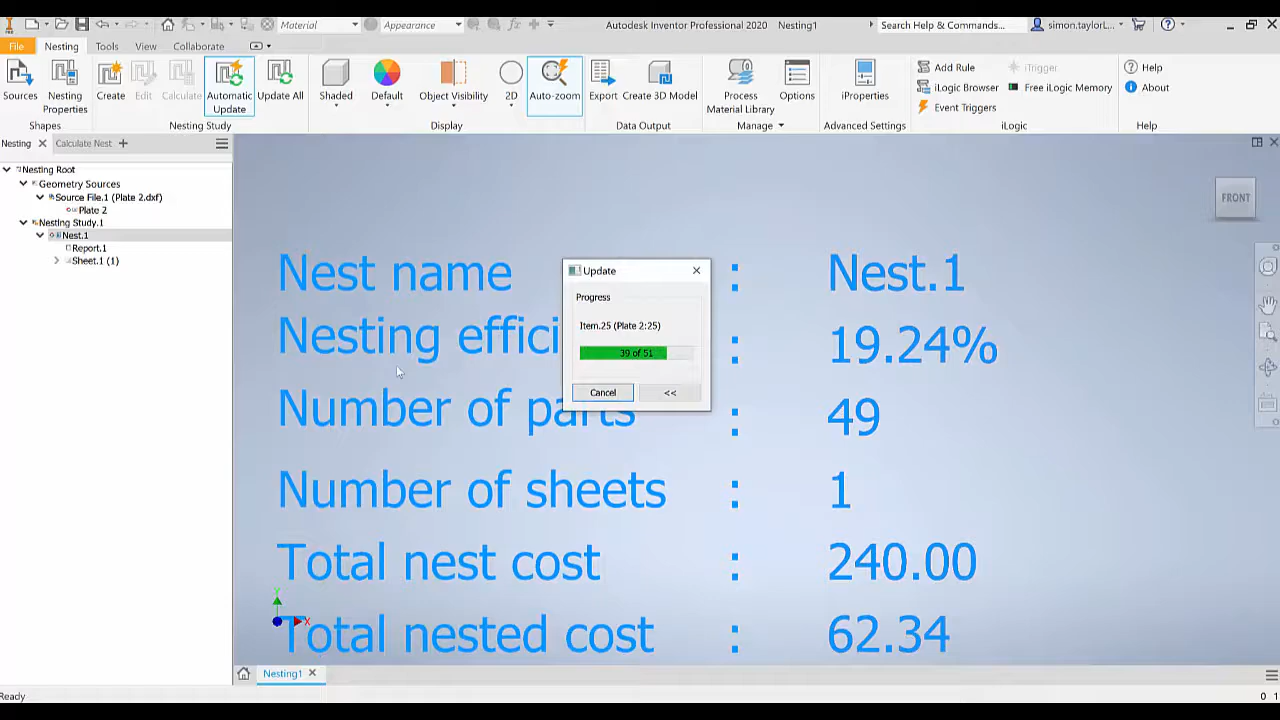 Material
Appearance
fx
Autodesk Inventor Professional 2020 Nesting1
Search Help & Commands...
simon.taylorL...
File Nesting Tools View Collaborate
Sources
Nesting Properties
Create
Edit
Calculate
Automatic Update
Update All
Shaded
Default
Object Visibility
2D
Auto-zoom
Export
Create 3D Model
Process Material Library
Options
iProperties
Add Rule
iTrigger
iLogic Browser
Free iLogic Memory
Event Triggers
Help
About
Shapes
Nesting Study
Display
Data Output
Manage
Advanced Settings
iLogic
Help
Nesting
Calculate Nest
Nesting Root
Geometry Sources
Source File.1 (Plate 2.dxf)
Plate 2
Nesting Study.1
Nest.1
Report.1
Sheet.1 (1)
FRONT
Nest name : Nest.1
Nesting effici : 19.24%
Number of parts : 49
Number of sheets : 1
Total nest cost : 240.00
Total nested cost : 62.34
Update
Progress
Item.25 (Plate 2:25)
39 of 51
Cancel <<
Y
X
Nesting1
Ready
0 1